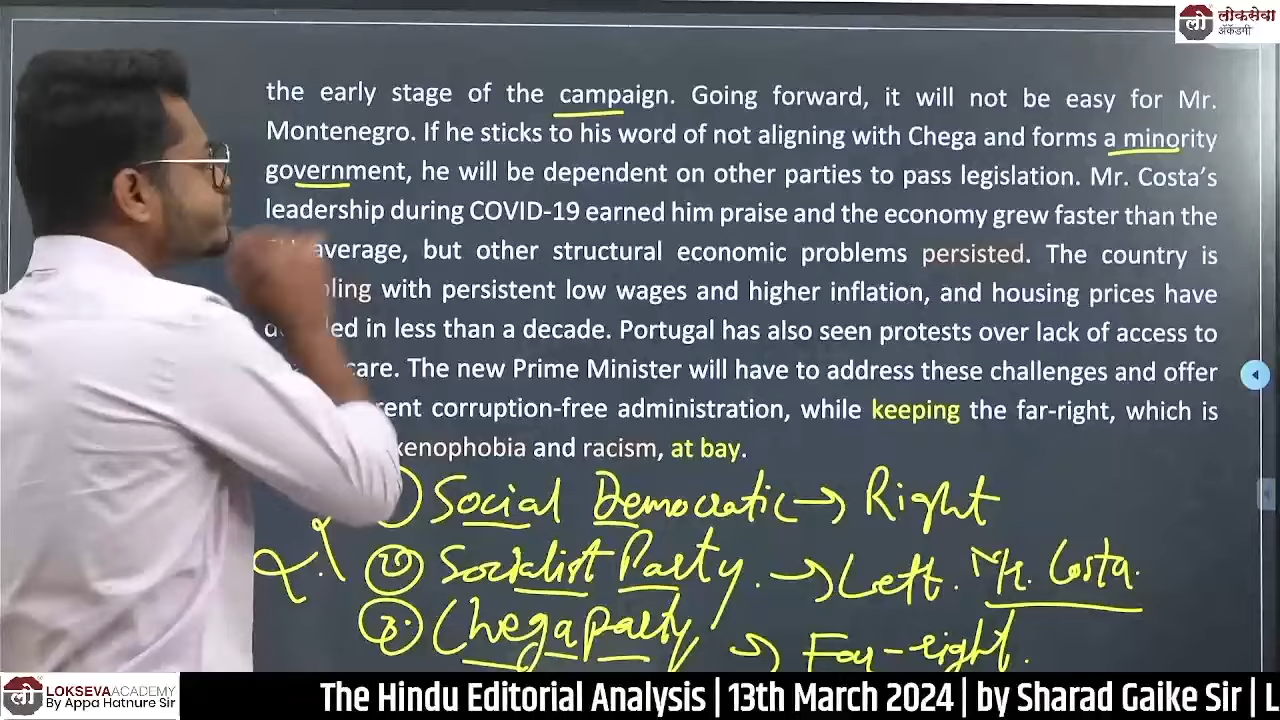 लोकसेवा
अ‍ॅकॅडमी
the early stage of the campaign. Going forward, it will not be easy for Mr.
Montenegro. If he sticks to his word of not aligning with Chega and forms a minority
government, he will be dependent on other parties to pass legislation. Mr. Costa's
leadership during COVID-19 earned him praise and the economy grew faster than the
average, but other structural economic problems persisted. The country is
with persistent low wages and higher inflation, and housing prices have
in less than a decade. Portugal has also seen protests over lack of access to
care. The new Prime Minister will have to address these challenges and offer
corruption-free administration, while keeping the far-right, which is
xenophobia and racism, at bay.
Social Democratic → Right
② Socialist Party. → Left. Mr. Costa.
③ Chega Party → Far-right.
LOKSEVA ACADEMY
By Appa Hatnure Sir
The Hindu Editorial Analysis | 13th March 2024 | by Sharad Gaike Sir | L